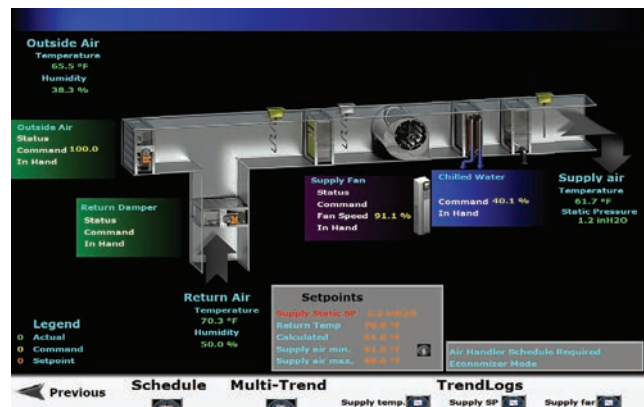 Outside Air
Temperature
65.5 °F
Humidity
38.3 %
Outside Air
Status
Command 100.0
In Hand
Return Damper
Status
Command
In Hand
Supply Fan
Status
Command
Fan Speed 91.1 %
In Hand
Chilled Water
Command 40.1 %
In Hand
Supply air
Temperature
61.7 °F
Static Pressure
1.2 inH2O
Return Air
Temperature
70.3 °F
Humidity
50.0 %
Setpoints
Supply Static SP
Return Temp
Calculated
Supply air min.
Supply air max.
Air Handler Schedule Required
Economizer Mode
Legend
0 Actual
0 Command
0 Setpoint
Previous
Schedule
Multi-Trend
TrendLogs
Supply temp.
Supply SP
Supply fan